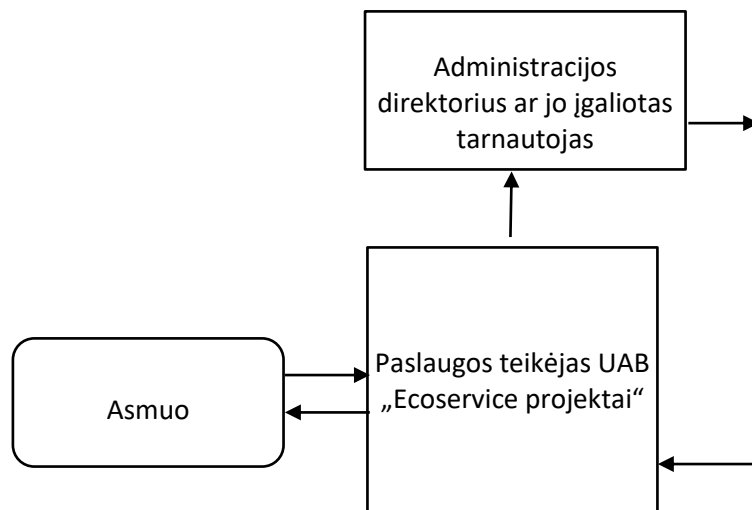 Administracijos
direktorius ar jo įgaliotas
tarnautojas
Paslaugos teikėjas UAB
„Ecoservice projektai“
Asmuo